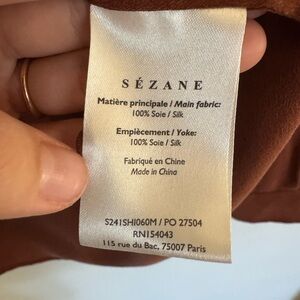 SÉZANE
Matière principale / Main fabric:
100% Soie / Silk
Empiècement / Yoke:
100% Soie / Silk
Fabriqué en Chine
Made in China
S241SHI060M / PO 27504
RN154043
115 rue du Bac, 75007 Paris